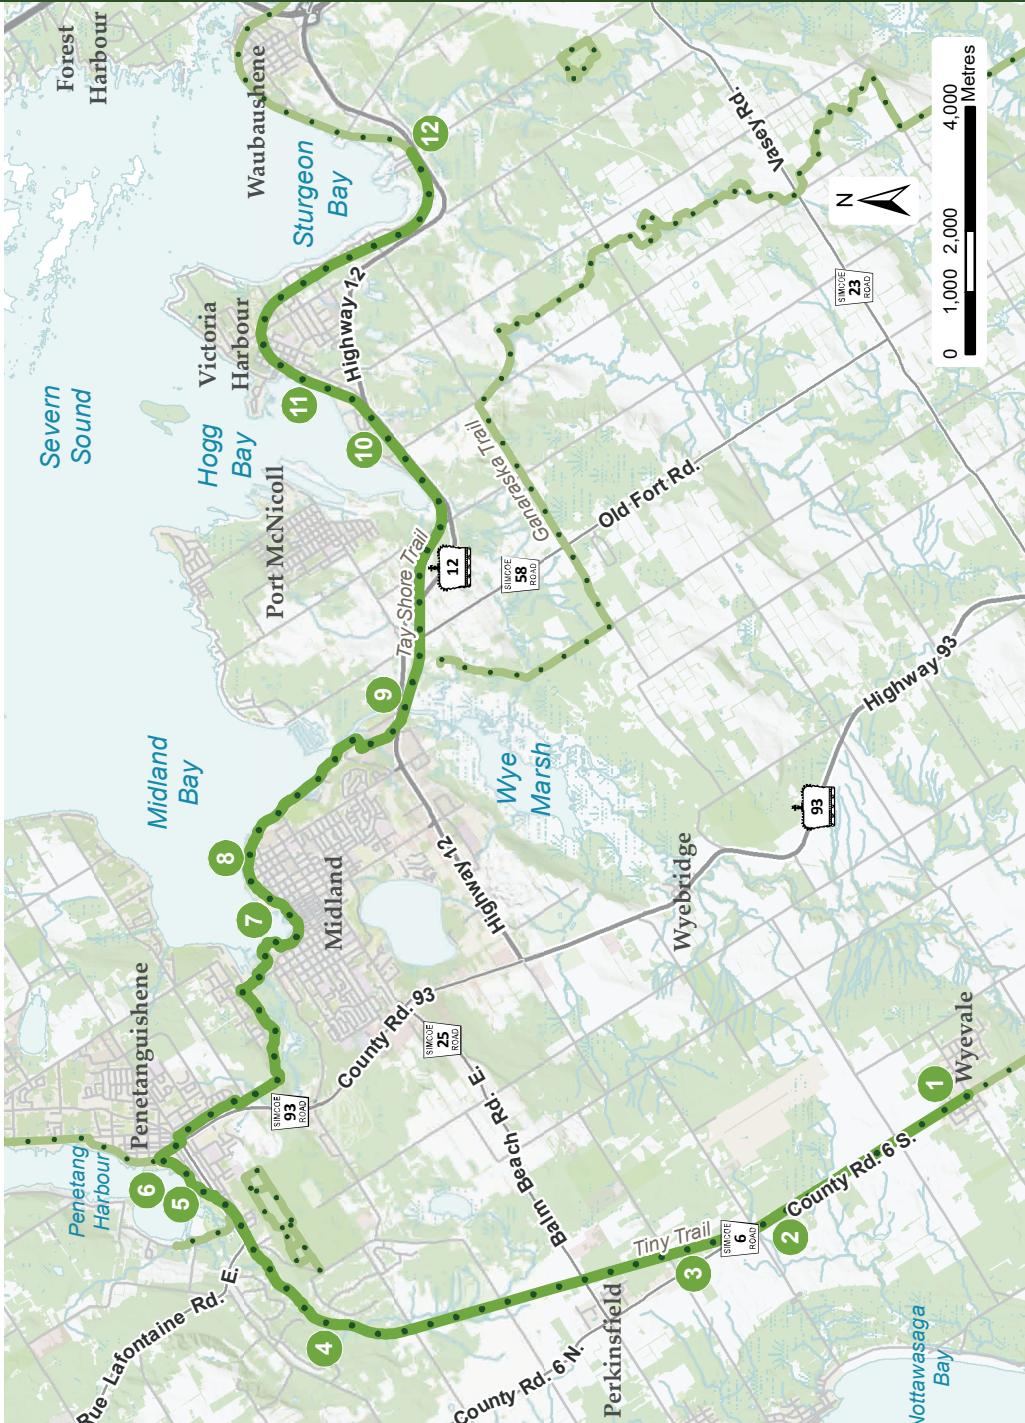 Forest
Harbour
Waubaushene
Sturgeon
Bay
12
Severn
Sound
Victoria
Harbour
Highway 12
Hogg
Bay
11
10
Port McNicoll
Tay Shore Trail
12
SIMCOE
58
ROAD
Ganaraska Trail
Old Fort Rd.
Vasey Rd.
SIMCOE
23
ROAD
N
0
1,000
2,000
4,000
Metres
9
Midland
Bay
Wye
Marsh
Highway 93
93
8
7
Midland
Highway 12
Wyebridge
Penetanguishene
County Rd. 93
SIMCOE
93
ROAD
SIMCOE
25
ROAD
Balm Beach Rd. E.
Penetang
Harbour
6
5
Rue Lafontaine Rd. E.
4
Tiny Trail
3
SIMCOE
6
ROAD
2
County Rd. 6 S.
1
Wyevale
County Rd. 6 N.
Perkinsfield
Nottawasaga
Bay